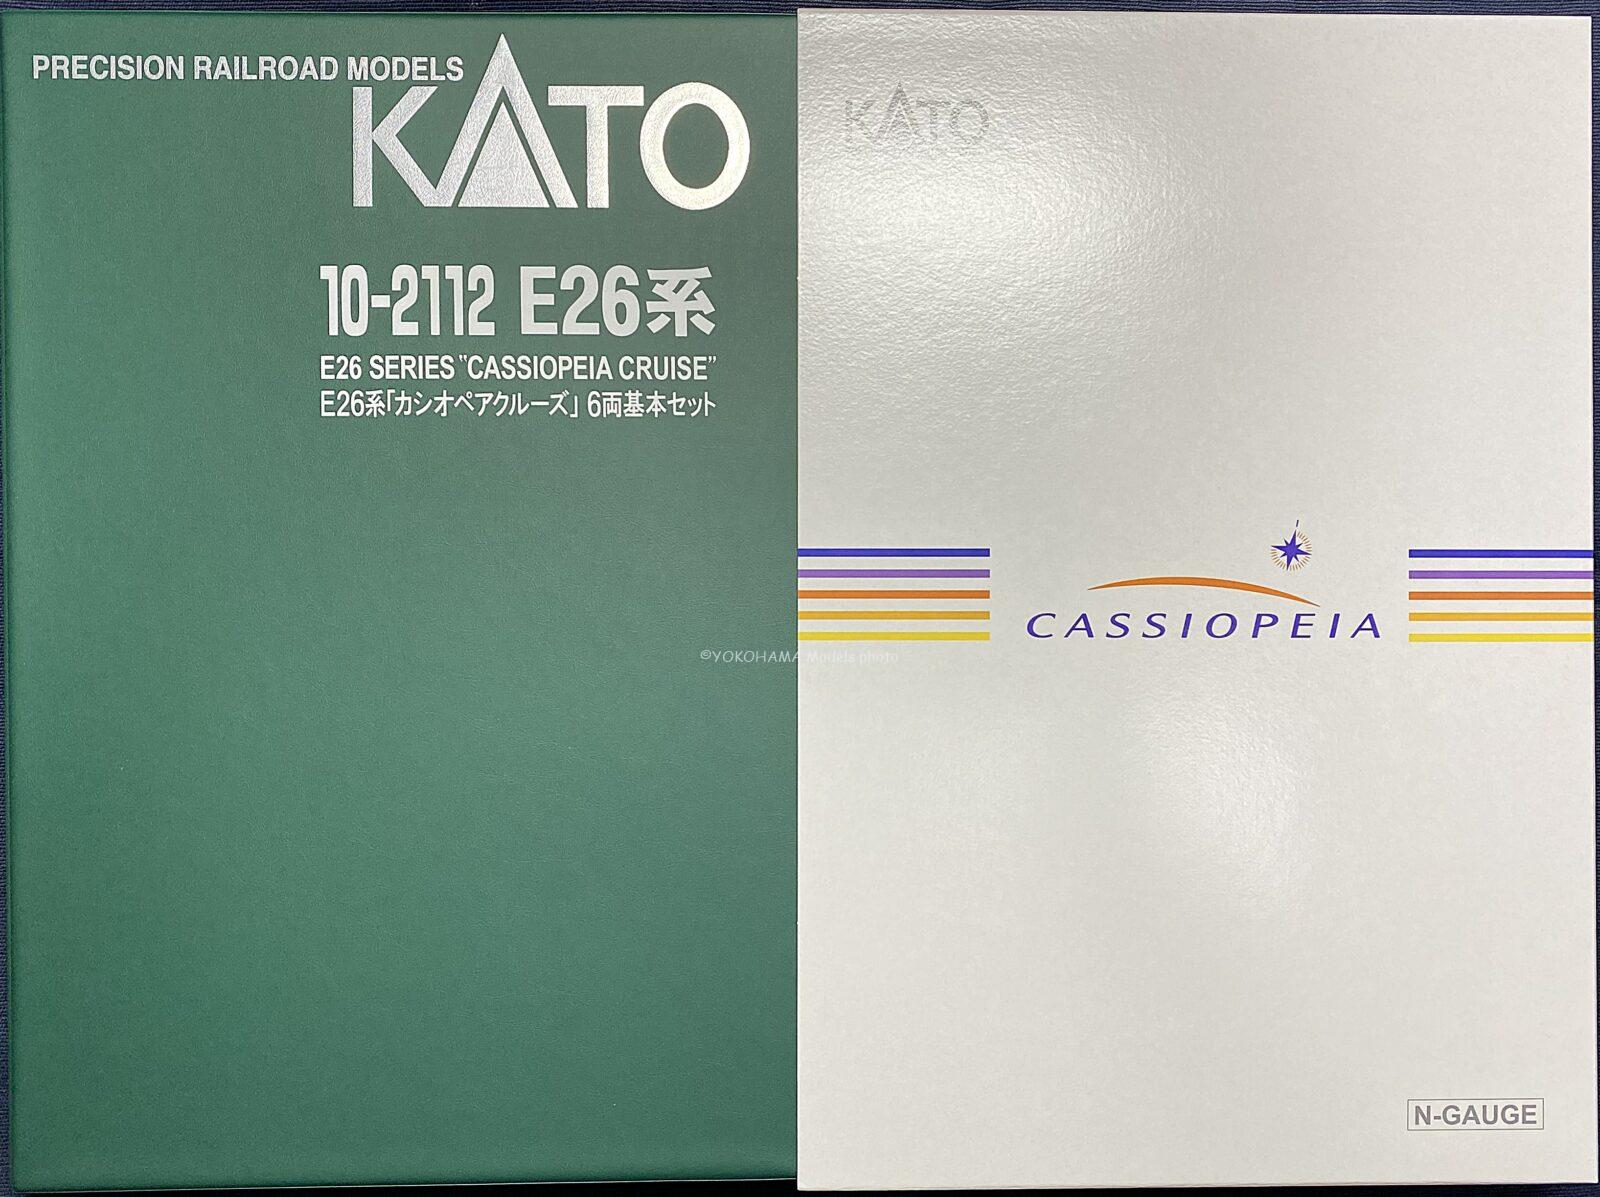 PRECISION RAILROAD MODELS
KATO
10-2112 E26系
E26 SERIES "CASSIOPEIA CRUISE"
E26系｢カシオペアクルーズ｣ 6両基本セット
KATO
CASSIOPEIA
©YOKOHAMA Models photo
N-GAUGE